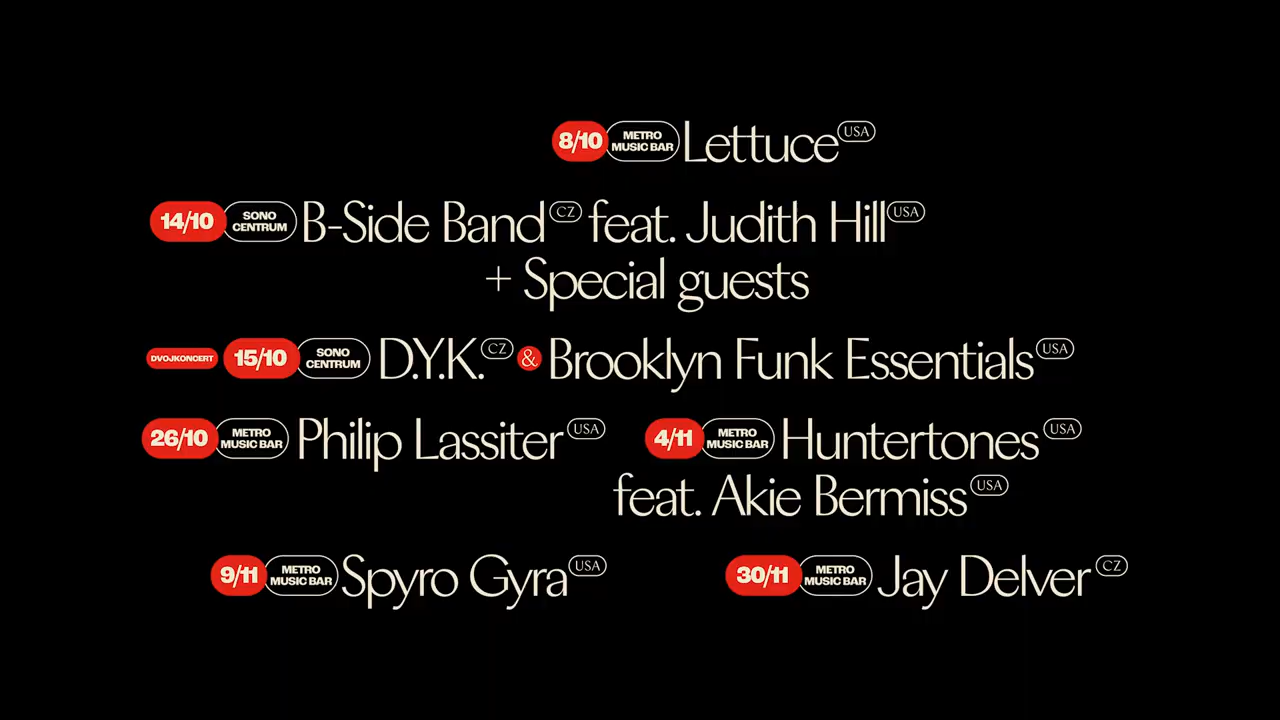 8/10 METRO MUSIC BAR Lettuce USA
14/10 SONO CENTRUM B-Side Band CZ feat. Judith Hill USA
+ Special guests
DVOJKONCERT 15/10 SONO CENTRUM D.Y.K. CZ & Brooklyn Funk Essentials USA
26/10 METRO MUSIC BAR Philip Lassiter USA
4/11 METRO MUSIC BAR Huntertones USA
feat. Akie Bermiss USA
9/11 METRO MUSIC BAR Spyro Gyra USA
30/11 METRO MUSIC BAR Jay Delver CZ